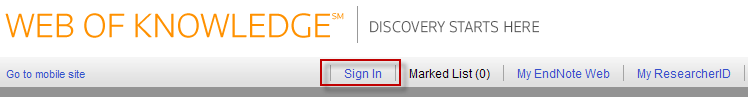 WEB OF KNOWLEDGE℠ DISCOVERY STARTS HERE
Go to mobile site Sign In Marked List (0) My EndNote Web My ResearcherID